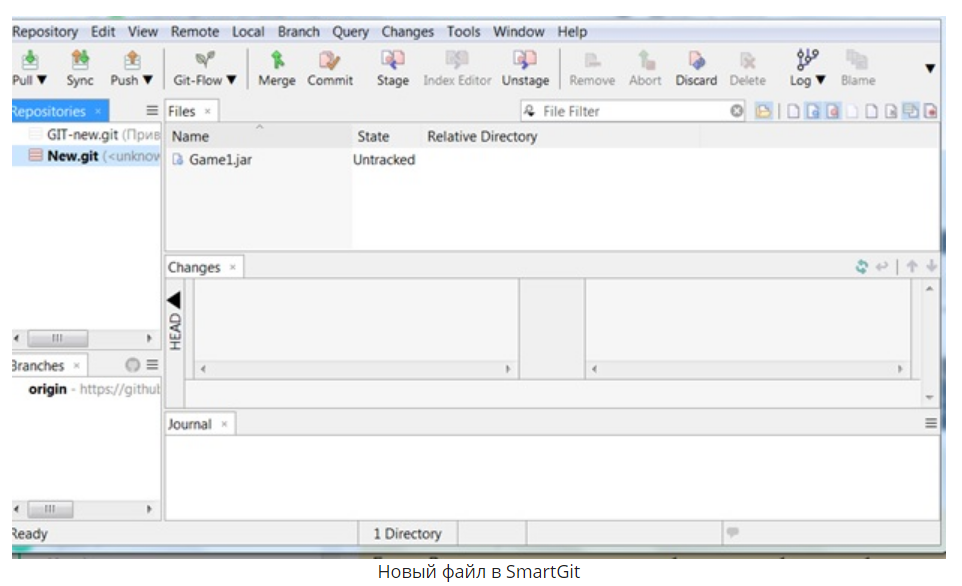 Repository Edit View Remote Local Branch Query Changes Tools Window Help
Pull Sync Push Git-Flow Merge Commit Stage Index Editor Unstage Remove Abort Discard Delete Log Blame
Repositories
GIT-new.git (Прив
New.git (<unknow
Files
File Filter
Name State Relative Directory
Game1.jar Untracked
Changes
HEAD
Branches
origin - https://github
Journal
Ready
1 Directory
Новый файл в SmartGit